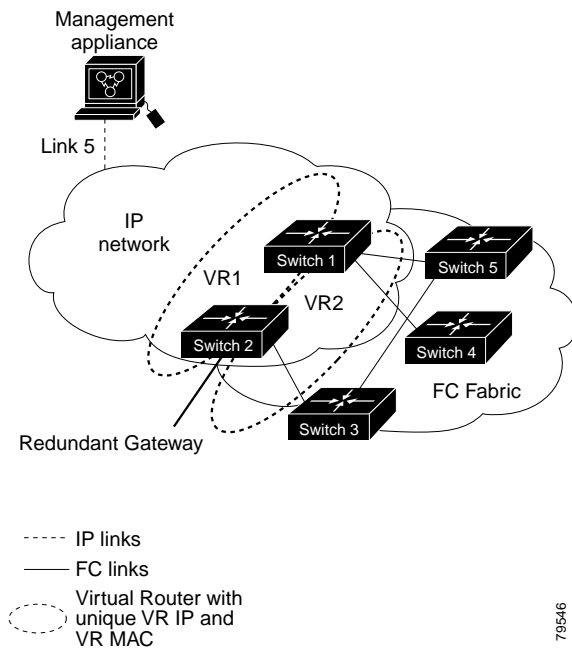 Management
appliance
Link 5
IP
network
Switch 1
Switch 5
VR1
VR2
Switch 2
Switch 4
FC Fabric
Switch 3
Redundant Gateway
IP links
FC links
Virtual Router with
unique VR IP and
VR MAC
79546